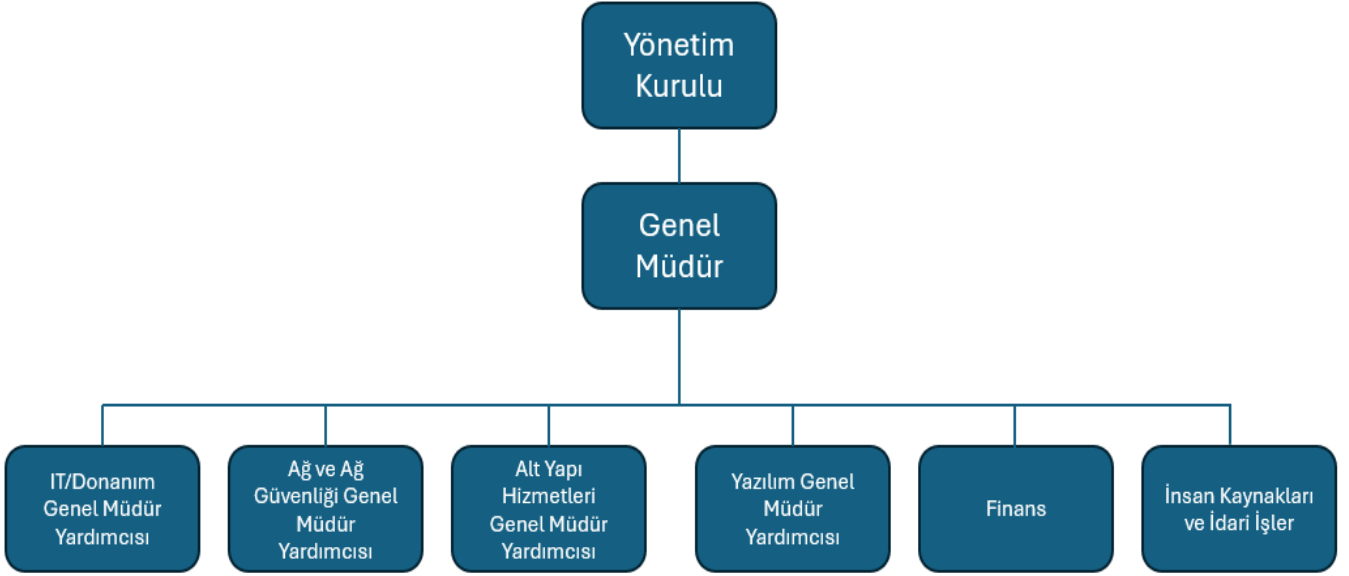 Yönetim
Kurulu
Genel
Müdür
IT/Donanım
Genel Müdür
Yardımcısı
Ağ ve Ağ
Güvenliği Genel
Müdür
Yardımcısı
Alt Yapı
Hizmetleri
Genel Müdür
Yardımcısı
Yazılım Genel
Müdür
Yardımcısı
Finans
İnsan Kaynakları
ve İdari İşler